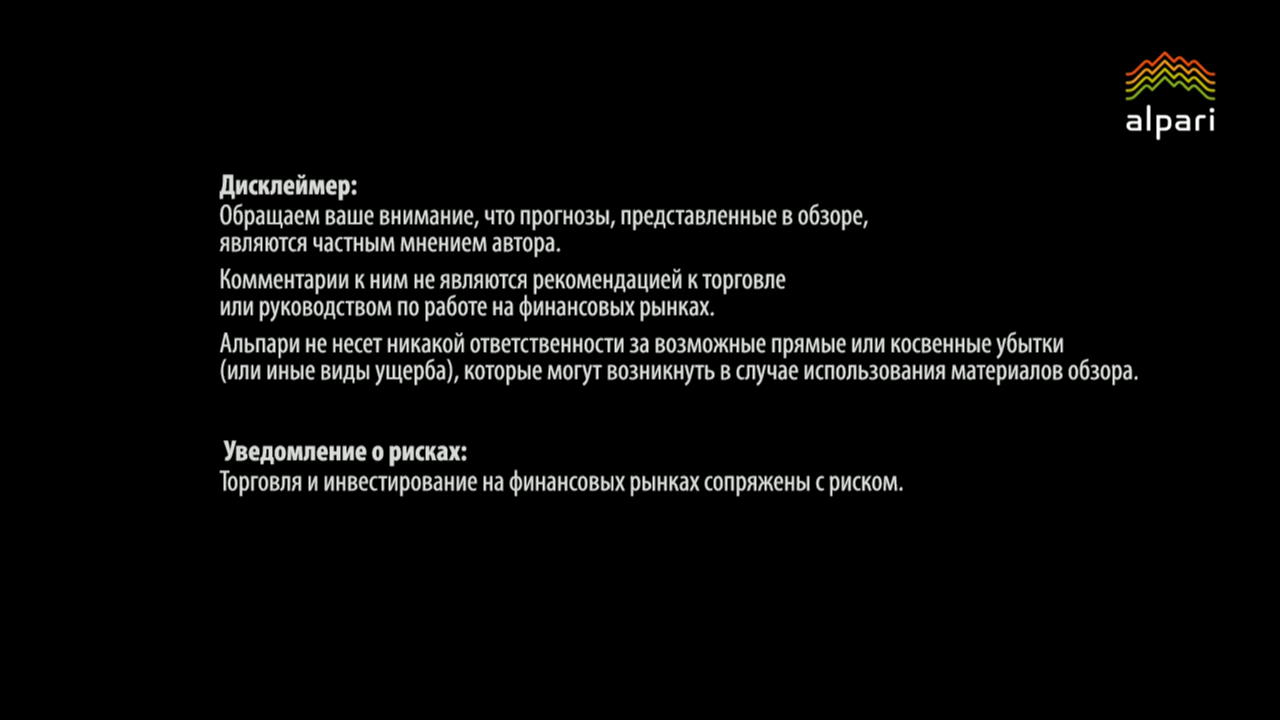 alpari
Дисклеймер:
Обращаем ваше внимание, что прогнозы, представленные в обзоре,
являются частным мнением автора.
Комментарии к ним не являются рекомендацией к торговле
или руководством по работе на финансовых рынках.
Альпари не несет никакой ответственности за возможные прямые или косвенные убытки
(или иные виды ущерба), которые могут возникнуть в случае использования материалов обзора.
Уведомление о рисках:
Торговля и инвестирование на финансовых рынках сопряжены с риском.